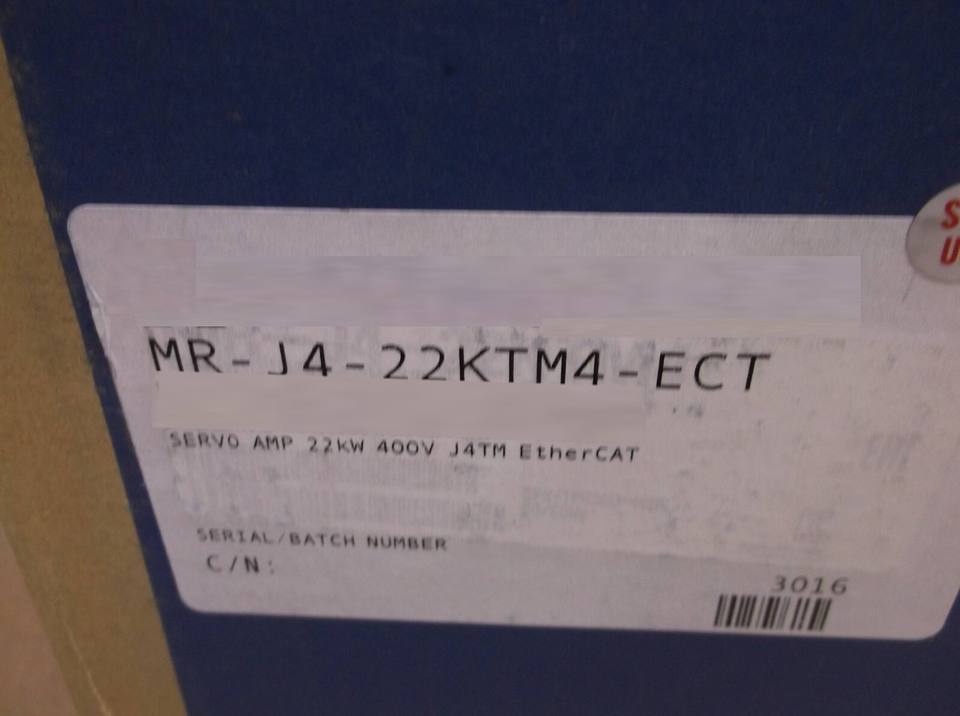 MR-J4-22KTM4-ECT
SERVO AMP 22kW 400V J4TM EtherCAT
SERIAL/BATCH NUMBER
C/N:
3016